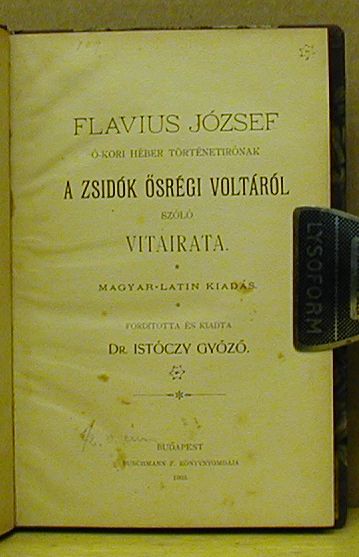 FLAVIUS JÓZSEF
Ó-KORI HÉBER TÖRTÉNETIRÓNAK
A ZSIDÓK ŐSRÉGI VOLTÁRÓL
SZÓLÓ
VITAIRATA.
MAGYAR-LATIN KIADÁS.
FORDITOTTA ÉS KIADTA
DR. ISTÓCZY GYŐZŐ.
BUDAPEST
BUSCHMANN F. KÖNYVNYOMDÁJA
LYSOFORM